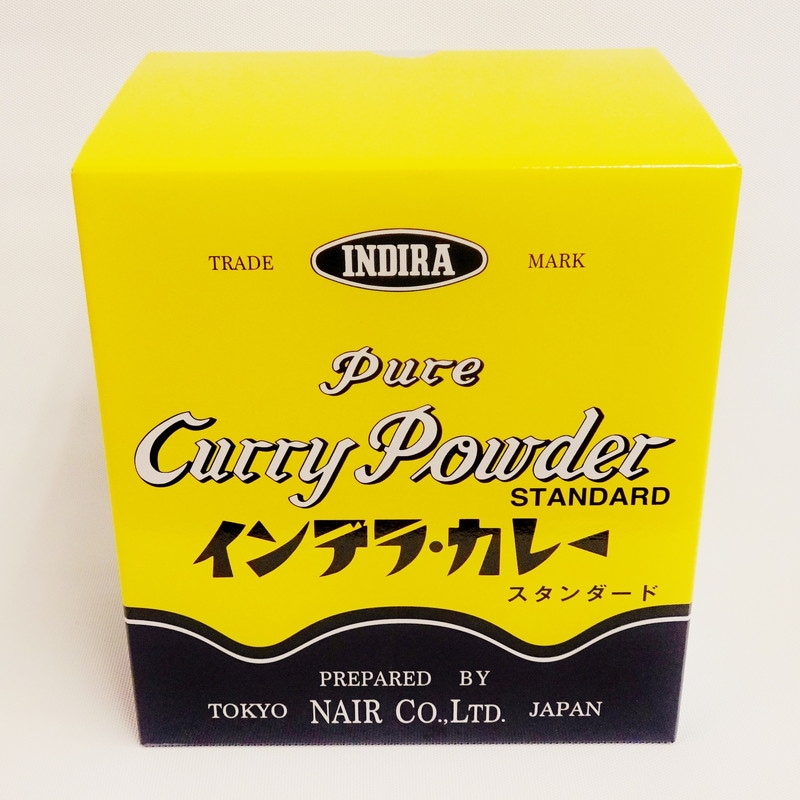 TRADE INDIRA MARK
Pure
Curry Powder
STANDARD
インデラ・カレー
スタンダード
PREPARED BY
TOKYO NAIR CO.,LTD. JAPAN